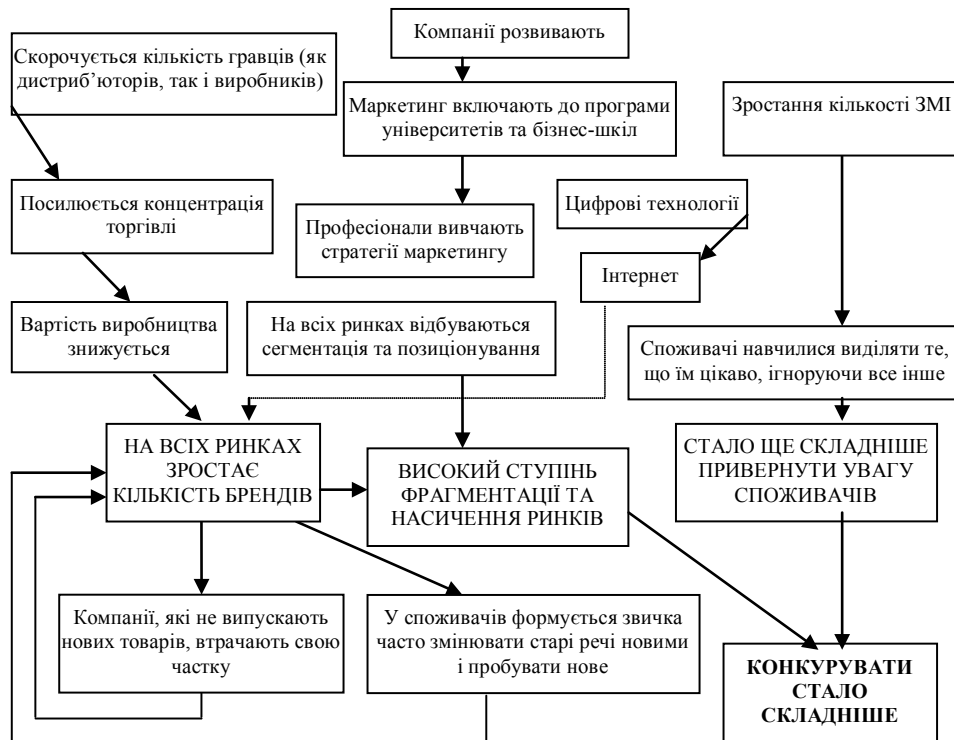 Компанії розвивають
Скорочується кількість гравців (як
дистриб’юторів, так і виробників)
Маркетинг включають до програми
університетів та бізнес-шкіл
Зростання кількості ЗМІ
Посилюється концентрація
торгівлі
Професіонали вивчають
стратегії маркетингу
Цифрові технології
Інтернет
Вартість виробництва
знижується
На всіх ринках відбуваються
сегментація та позиціонування
Споживачі навчилися виділяти те,
що їм цікаво, ігноруючи все інше
НА ВСІХ РИНКАХ
ЗРОСТАЄ
КІЛЬКІСТЬ БРЕНДІВ
ВИСОКИЙ СТУПІНЬ
ФРАГМЕНТАЦІЇ ТА
НАСИЧЕННЯ РИНКІВ
СТАЛО ЩЕ СКЛАДНІШЕ
ПРИВЕРНУТИ УВАГУ
СПОЖИВАЧІВ
Компанії, які не випускають
нових товарів, втрачають свою
частку
У споживачів формується звичка
часто змінювати старі речі новими
і пробувати нове
КОНКУРУВАТИ
СТАЛО
СКЛАДНІШЕ